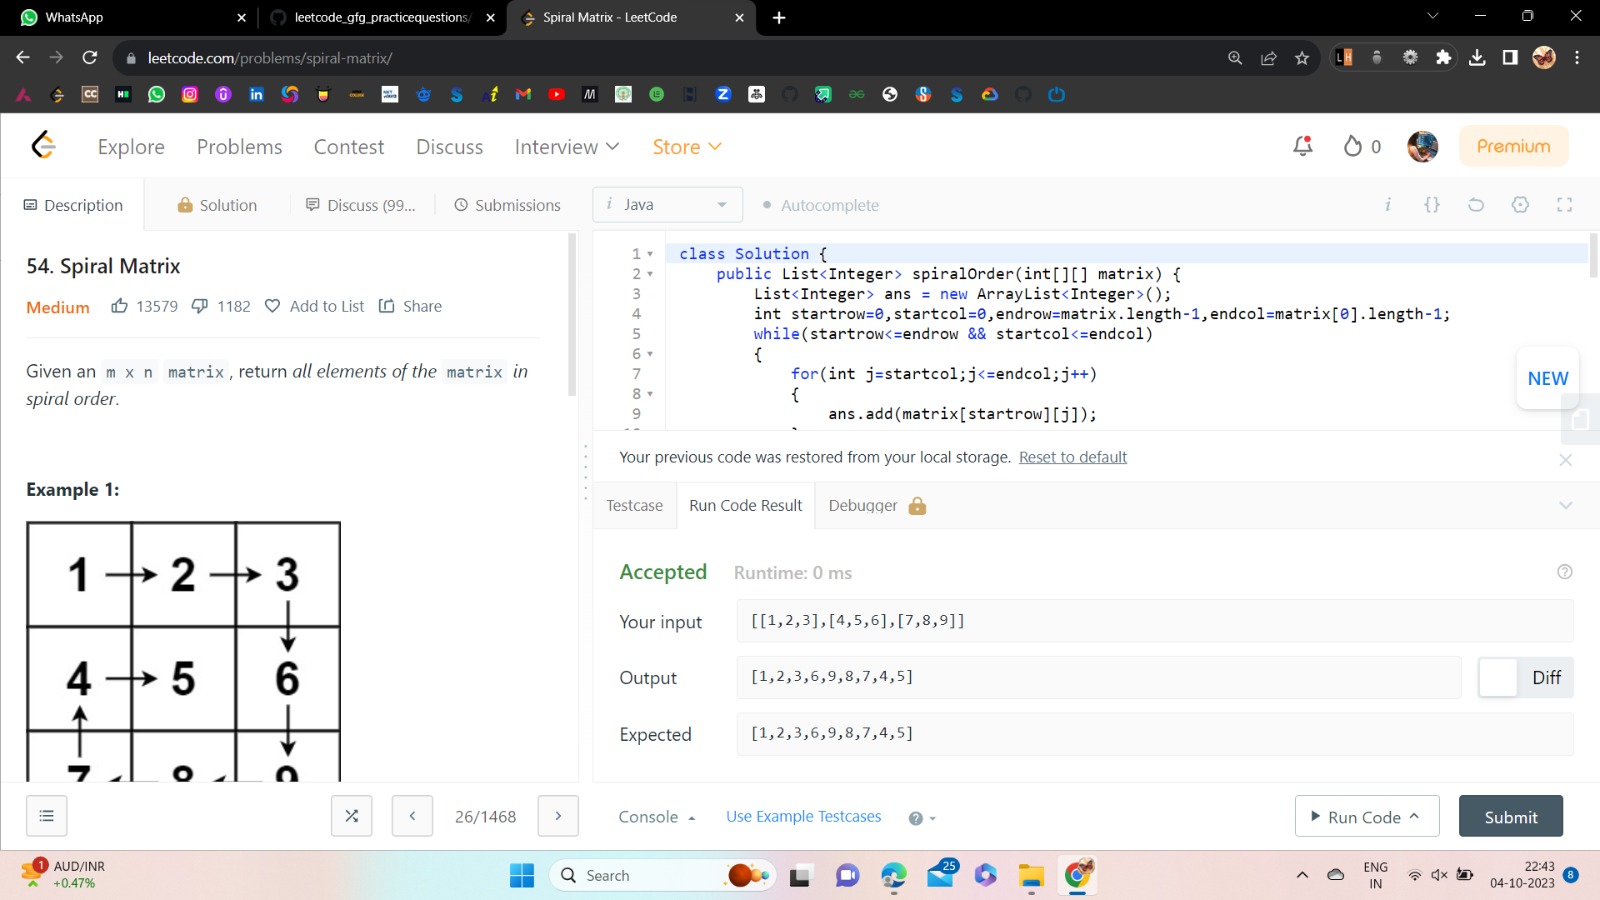 WhatsApp
leetcode_gfg_practicequestions/
Spiral Matrix - LeetCode
leetcode.com/problems/spiral-matrix/
Explore
Problems
Contest
Discuss
Interview
Store
0
Premium
Description
Solution
Discuss (99...
Submissions
i Java
Autocomplete
54. Spiral Matrix
Medium
13579
1182
Add to List
Share
Given an m x n matrix, return all elements of the matrix in
spiral order.
Example 1:
1 2 3
4 5 6
7 8 9
1 class Solution {
2 public List<Integer> spiralOrder(int[][] matrix) {
3 List<Integer> ans = new ArrayList<Integer>();
4 int startrow=0,startcol=0,endrow=matrix.length-1,endcol=matrix[0].length-1;
5 while(startrow<=endrow && startcol<=endcol)
6 {
7 for(int j=startcol;j<=endcol;j++)
8 {
9 ans.add(matrix[startrow][j]);
NEW
Your previous code was restored from your local storage. Reset to default
Testcase
Run Code Result
Debugger
Accepted Runtime: 0 ms
Your input [[1,2,3],[4,5,6],[7,8,9]]
Output [1,2,3,6,9,8,7,4,5]
Diff
Expected [1,2,3,6,9,8,7,4,5]
26/1468
Console
Use Example Testcases
Run Code
Submit
1
AUD/INR
+0.47%
Search
25
ENG
IN
22:43
04-10-2023
8